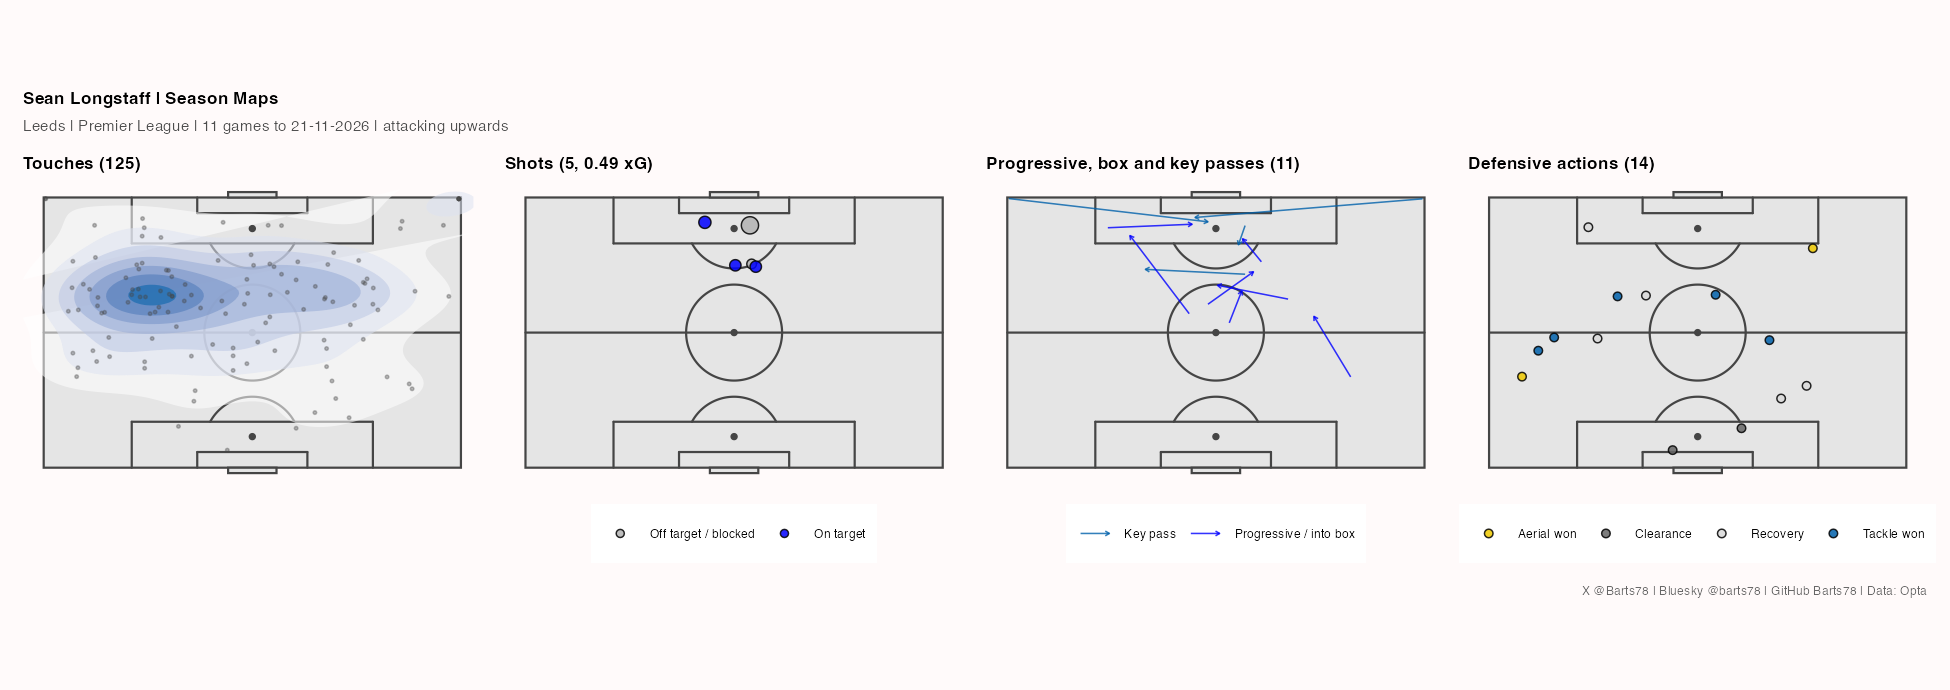 Sean Longstaff | Season Maps
Leeds | Premier League | 11 games to 21-11-2026 | attacking upwards
Touches (125)
Shots (5, 0.49 xG)
Progressive, box and key passes (11)
Defensive actions (14)
Off target / blocked
On target
Key pass
Progressive / into box
Aerial won
Clearance
Recovery
Tackle won
X @Barts78 | Bluesky @barts78 | GitHub Barts78 | Data: Opta